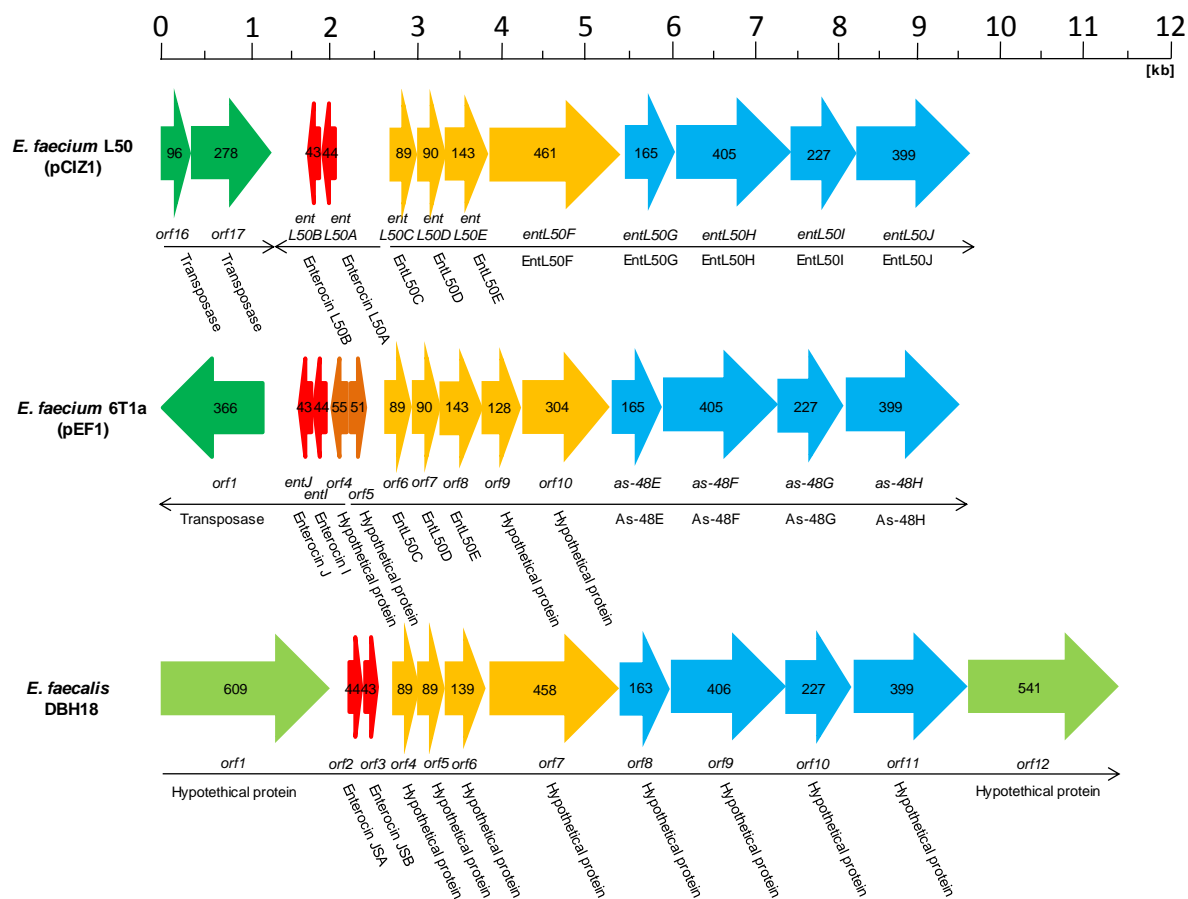 0 1 2 3 4 5 6 7 8 9 10 11 12
[kb]
E. faecium L50
(pCIZ1)
96 278 43 44 89 90 143 461 165 405 227 399
orf16 orf17 ent L50B ent L50A ent L50C ent L50D ent L50E entL50F entL50G entL50H entL50I entL50J
Transposase Transposase Enterocin L50B Enterocin L50A EntL50C EntL50D EntL50E EntL50F EntL50G EntL50H EntL50I EntL50J
E. faecium 6T1a
(pEF1)
366 43 44 55 51 89 90 143 128 304 165 405 227 399
orf1 entJ entI orf4 orf5 orf6 orf7 orf8 orf9 orf10 as-48E as-48F as-48G as-48H
Transposase Enterocin J Enterocin I Hypothetical protein Hypothetical protein EntL50C EntL50D EntL50E Hypothetical protein Hypothetical protein As-48E As-48F As-48G As-48H
E. faecalis
DBH18
609 44 43 89 89 139 458 163 406 227 399 541
orf1 orf2 orf3 orf4 orf5 orf6 orf7 orf8 orf9 orf10 orf11 orf12
Hypotethical protein Enterocin JSA Enterocin JSB Hypothetical protein Hypothetical protein Hypothetical protein Hypothetical protein Hypothetical protein Hypothetical protein Hypothetical protein Hypothetical protein Hypotethical protein